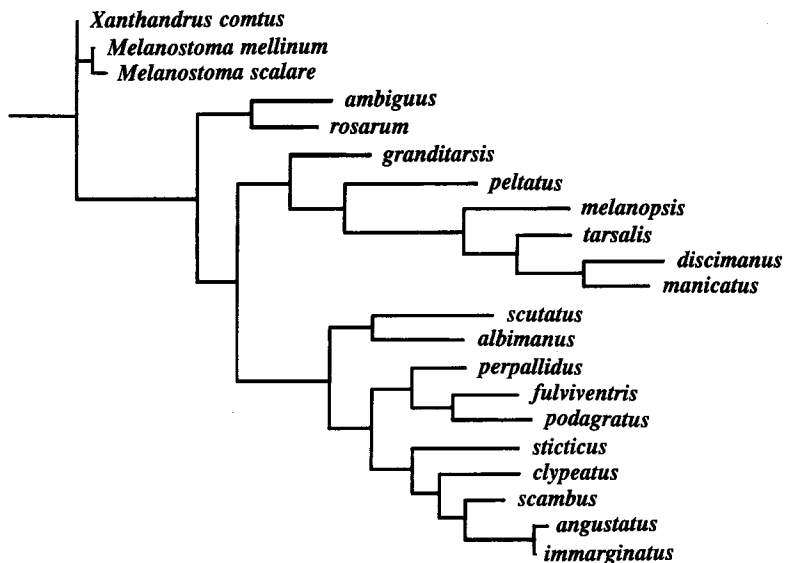 Xanthandrus comtus
Melanostoma mellinum
Melanostoma scalare
ambiguus
rosarum
granditarsis
peltatus
melanopsis
tarsalis
discimanus
manicatus
scutatus
albimanus
perpallidus
fulviventris
podagratus
sticticus
clypeatus
scambus
angustatus
immarginatus